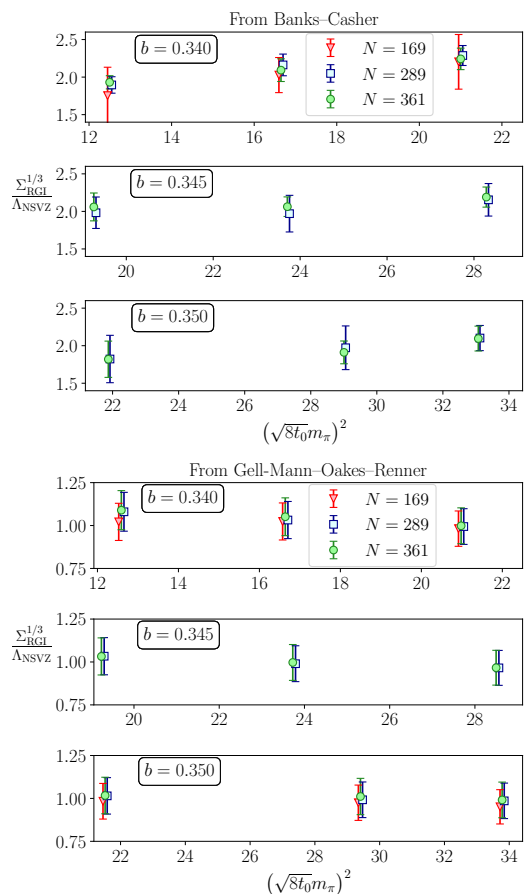 From Banks–Casher
2.5
2.0
1.5
b = 0.340
N = 169
N = 289
N = 361
12 14 16 18 20 22
Σ_RGI^{1/3} / Λ_NSVZ
2.5
2.0
1.5
b = 0.345
20 22 24 26 28
2.5
2.0
1.5
b = 0.350
22 24 26 28 30 32 34
(√8t₀ m_π)²
From Gell-Mann–Oakes–Renner
1.25
1.00
0.75
b = 0.340
N = 169
N = 289
N = 361
12 14 16 18 20 22
Σ_RGI^{1/3} / Λ_NSVZ
1.25
1.00
0.75
b = 0.345
20 22 24 26 28
1.25
1.00
0.75
b = 0.350
22 24 26 28 30 32 34
(√8t₀ m_π)²